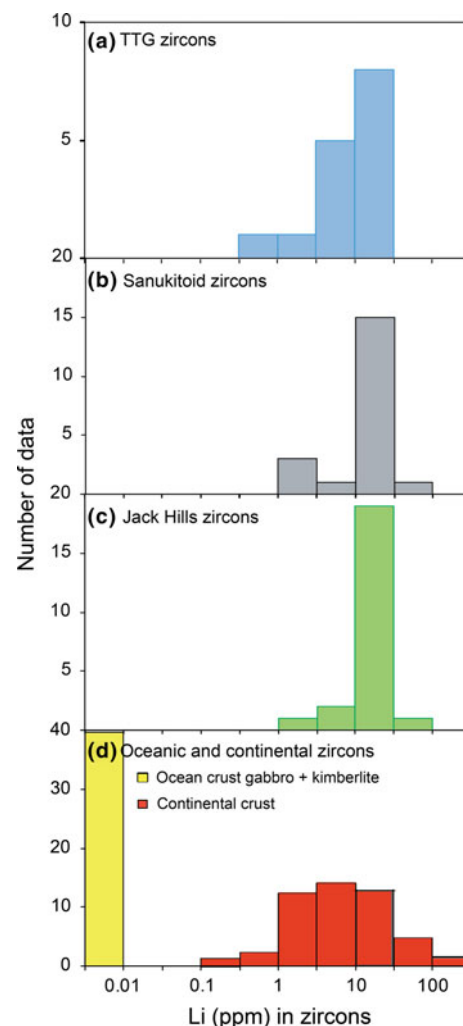 10
(a) TTG zircons
5
20
(b) Sanukitoid zircons
15
10
5
20
(c) Jack Hills zircons
15
10
5
40
(d) Oceanic and continental zircons
Ocean crust gabbro + kimberlite
Continental crust
30
20
10
0
0.01 0.1 1 10 100
Li (ppm) in zircons
Number of data